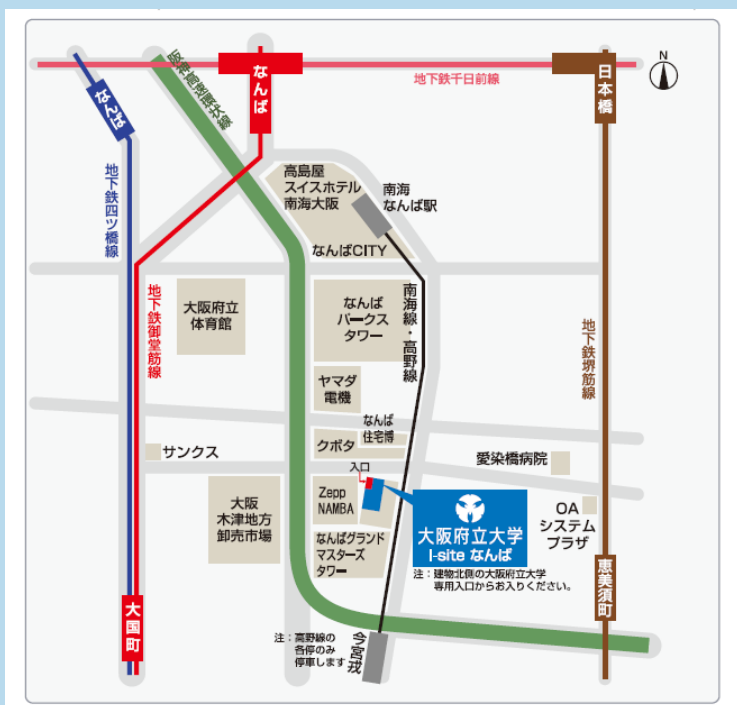 なんば
地下鉄千日前線
日本橋
N
なんば
阪神高速環状線
地下鉄四ツ橋線
高島屋
スイスホテル
南海大阪
南海
なんば駅
なんばCITY
地下鉄御堂筋線
大阪府立
体育館
なんば
パークス
タワー
南海線・高野線
地下鉄堺筋線
ヤマダ
電機
なんば
住宅博
クボタ
サンクス
入口
愛染橋病院
大阪
木津地方
卸売市場
Zepp
NAMBA
大阪府立大学
I-site なんば
OA
システム
プラザ
なんばグランド
マスターズ
タワー
注：建物北側の大阪府立大学
専用入口からお入りください。
恵美須町
大国町
注：高野線の
各停のみ
停車します
今宮戎